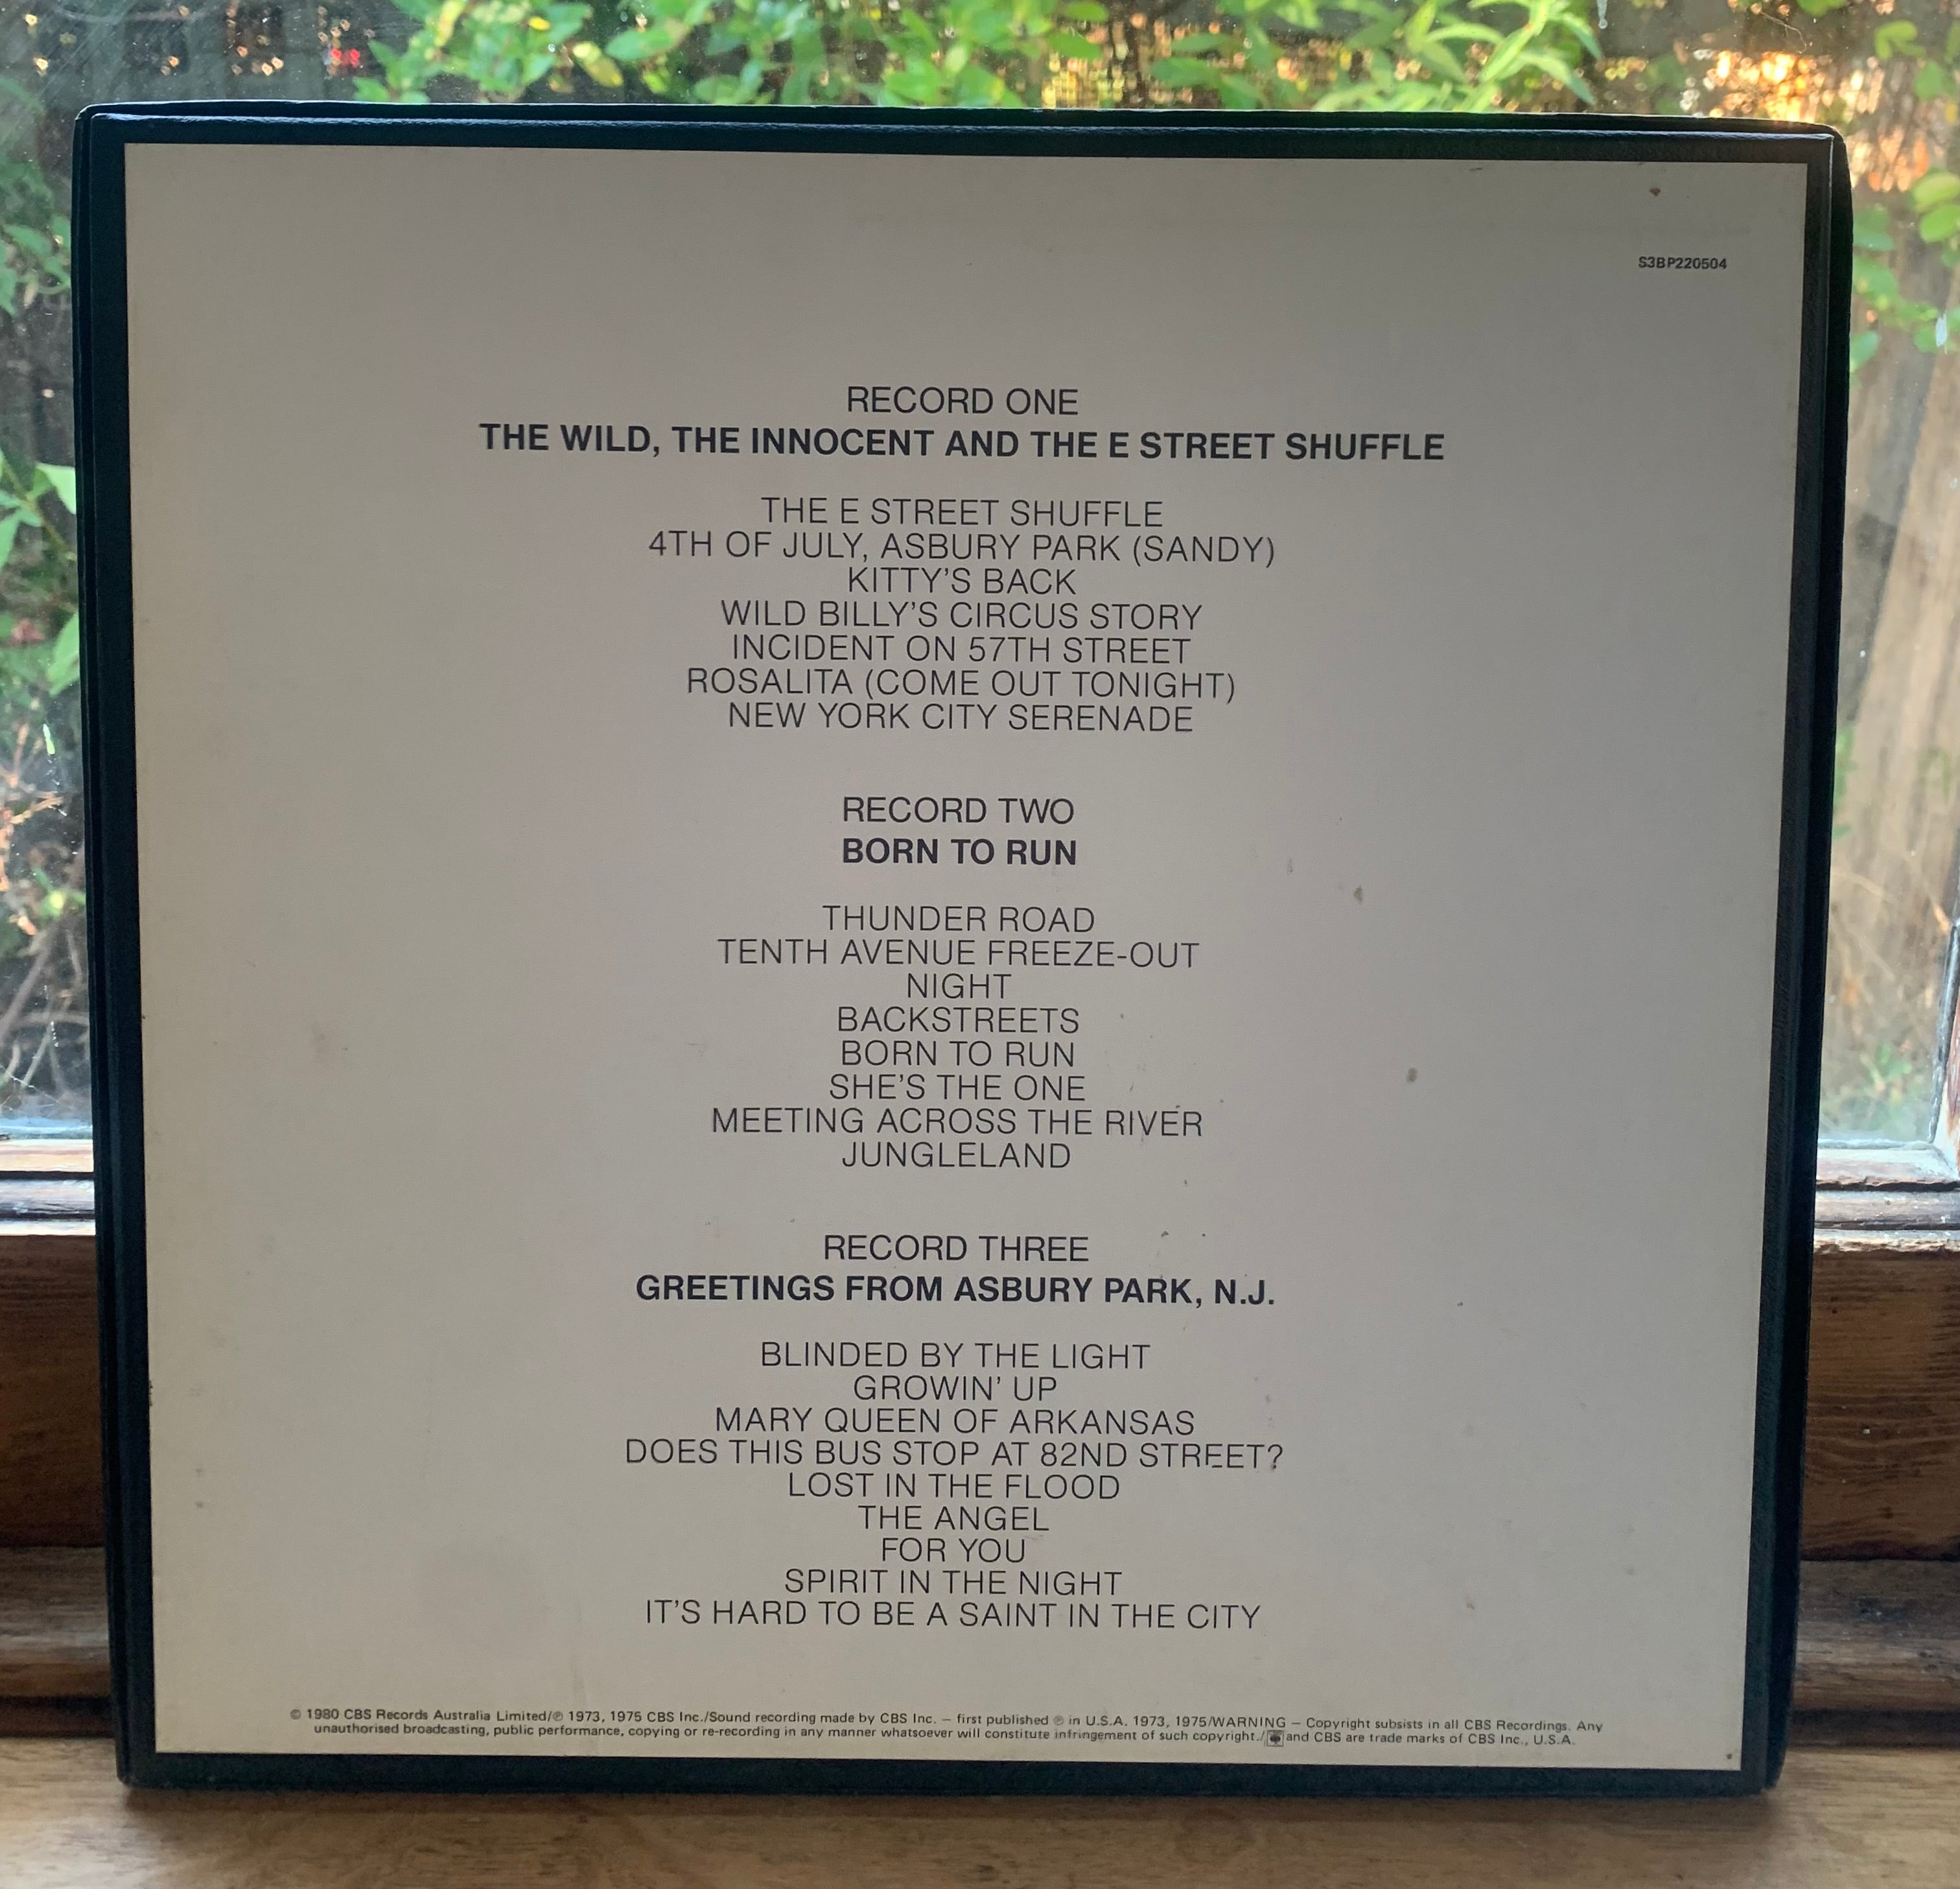 S3BP220504
RECORD ONE
THE WILD, THE INNOCENT AND THE E STREET SHUFFLE
THE E STREET SHUFFLE
4TH OF JULY, ASBURY PARK (SANDY)
KITTY'S BACK
WILD BILLY'S CIRCUS STORY
INCIDENT ON 57TH STREET
ROSALITA (COME OUT TONIGHT)
NEW YORK CITY SERENADE
RECORD TWO
BORN TO RUN
THUNDER ROAD
TENTH AVENUE FREEZE-OUT
NIGHT
BACKSTREETS
BORN TO RUN
SHE'S THE ONE
MEETING ACROSS THE RIVER
JUNGLELAND
RECORD THREE
GREETINGS FROM ASBURY PARK, N.J.
BLINDED BY THE LIGHT
GROWIN' UP
MARY QUEEN OF ARKANSAS
DOES THIS BUS STOP AT 82ND STREET?
LOST IN THE FLOOD
THE ANGEL
FOR YOU
SPIRIT IN THE NIGHT
IT'S HARD TO BE A SAINT IN THE CITY
© 1980 CBS Records Australia Limited/℗ 1973, 1975 CBS Inc./Sound recording made by CBS Inc. – first published ℗ in U.S.A. 1973, 1975/WARNING – Copyright subsists in all CBS Recordings. Any
unauthorised broadcasting, public performance, copying or re-recording in any manner whatsoever will constitute infringement of such copyright./ and CBS are trade marks of CBS Inc., U.S.A.